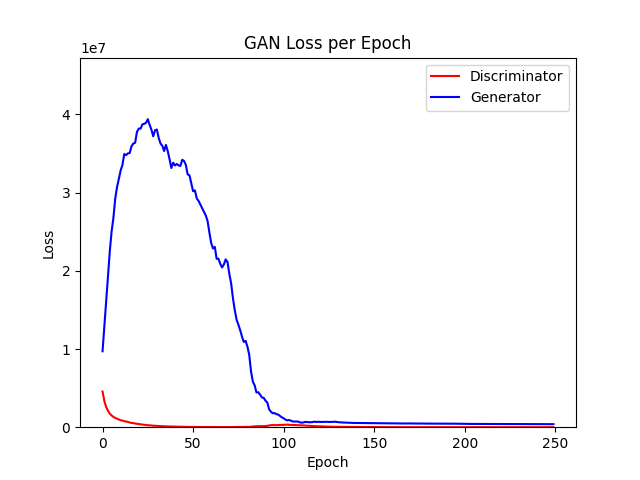 GAN Loss per Epoch
1e7
Discriminator
Generator
4
3
2
1
0
Loss
0
50
100
150
200
250
Epoch